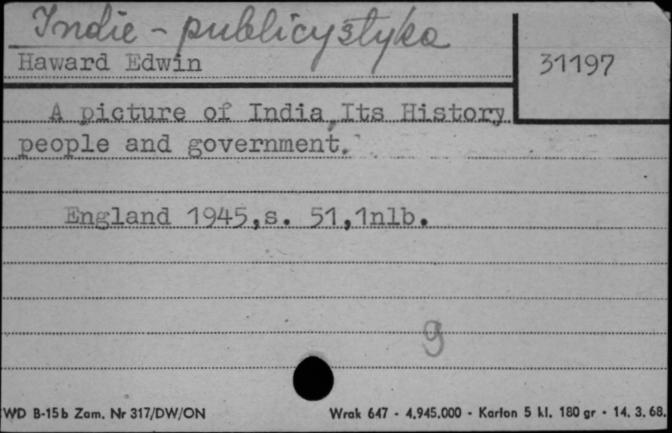 Indie - publicystyka
Haward Edwin
31197
A picture of India,Its History
people and government.
England 1945,s. 51,1nlb.
9
WD B-15b Zam. Nr 317/DW/ON
Wrak 647 - 4.945.000 - Karton 5 kl. 180 gr - 14. 3. 68.